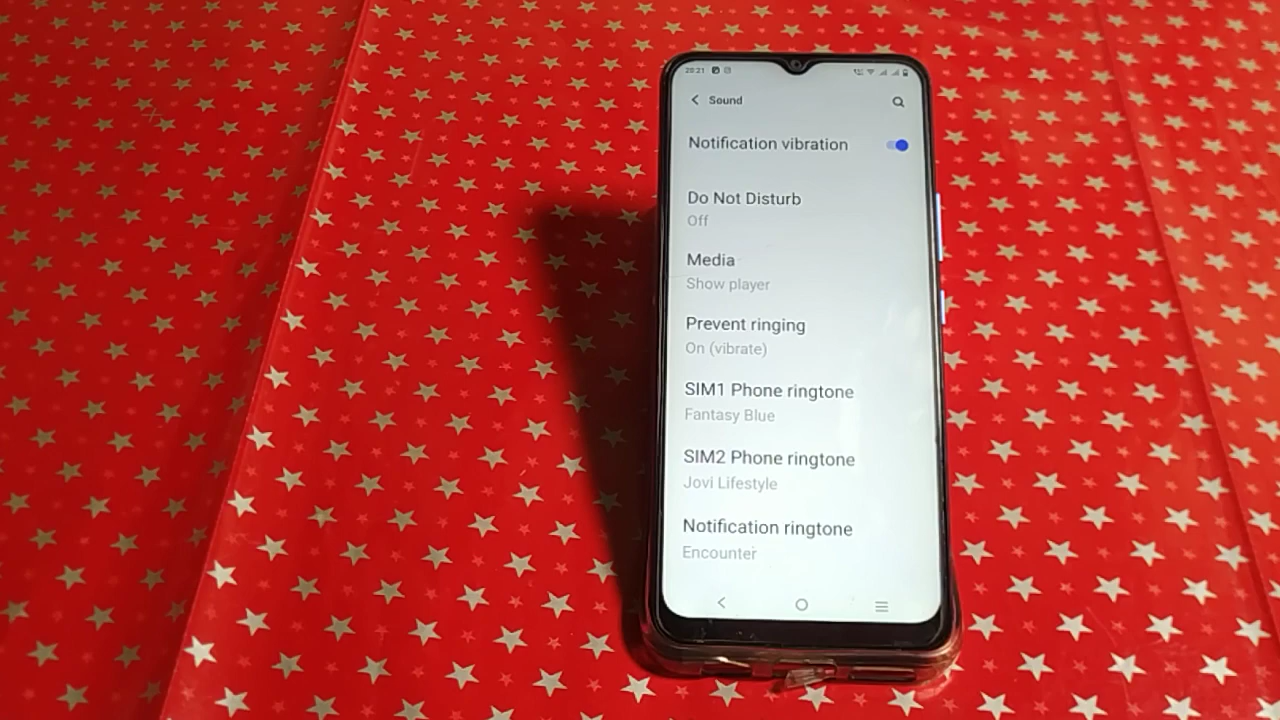 20:21
Sound
Notification vibration
Do Not Disturb
Off
Media
Show player
Prevent ringing
On (vibrate)
SIM1 Phone ringtone
Fantasy Blue
SIM2 Phone ringtone
Jovi Lifestyle
Notification ringtone
Encounter